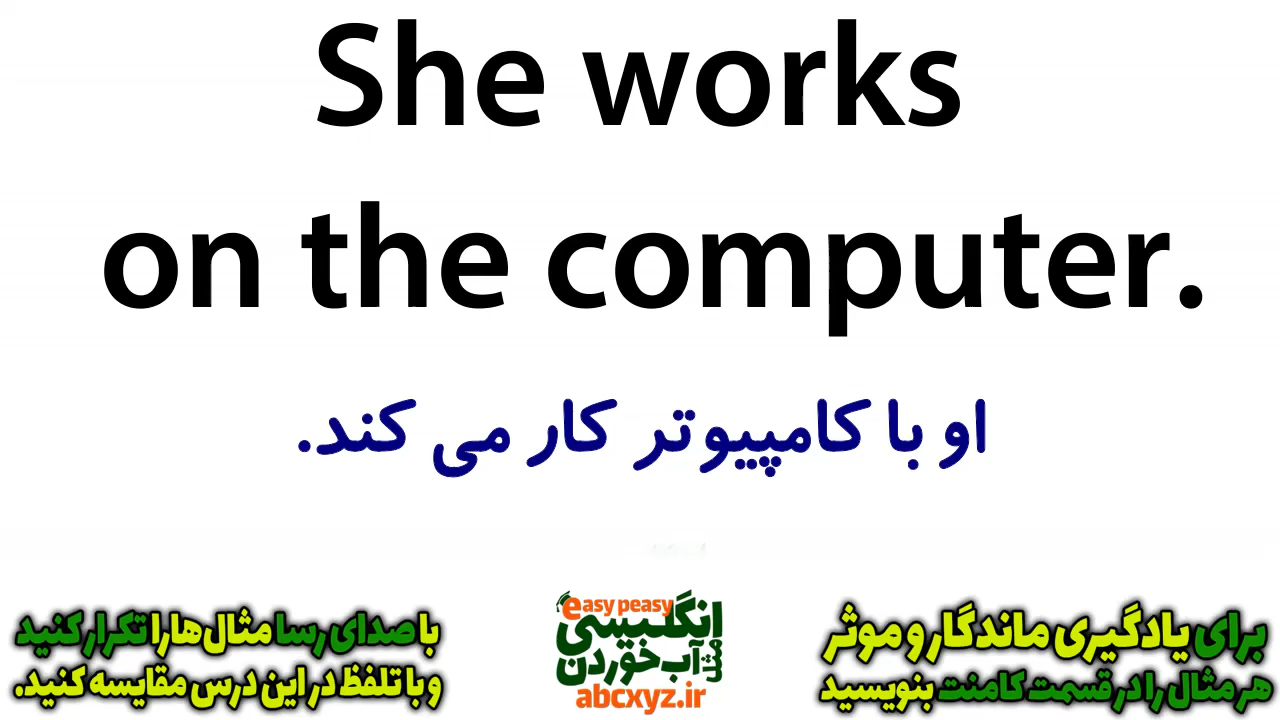 She works
on the computer.
او با کامپیوتر کار می کند.
برای یادگیری ماندگار و موثر
هر مثال را در قسمت کامنت بنویسید
easy peasy
انگلیسی
مثل آب خوردن
abcxyz.ir
با صدای رسا مثال‌ها را تکرار کنید
و با تلفظ در این درس مقایسه کنید.